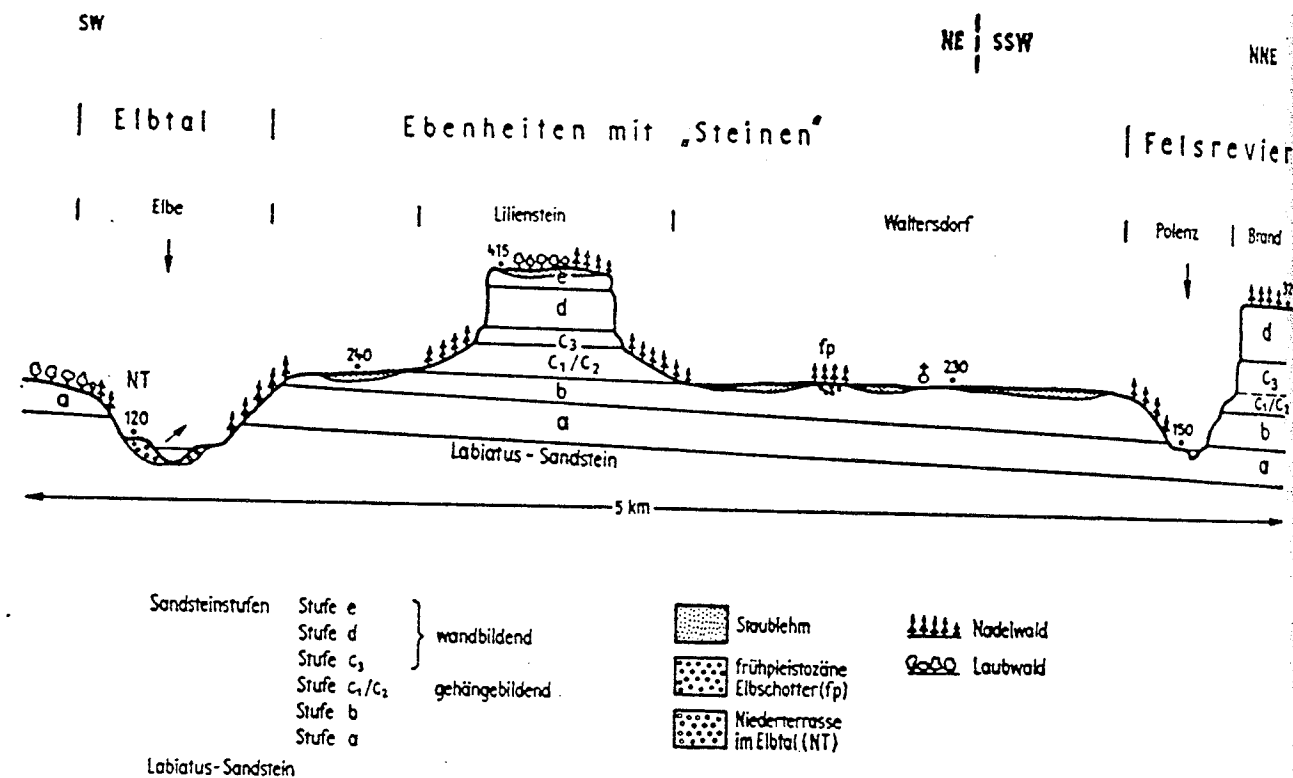 SW
NE | SSW
NNE
Elbtal
Ebenheiten mit „Steinen"
Felsrevier
Elbe
Lilienstein
Waltersdorf
Polenz
Brand
415
e
d
c₃
c₁/c₂
b
a
32
d
c₃
c₁/c₂
b
a
240
fp
230
NT
a
120
150
Labiatus-Sandstein
5 km
Sandsteinstufen
Stufe e
Stufe d
Stufe c₃
wandbildend
Stufe c₁/c₂
gehängebildend
Stufe b
Stufe a
Labiatus-Sandstein
Staublehm
frühpleistozäne
Elbschotter (fp)
Niederterrasse
im Elbtal (NT)
Nadelwald
Laubwald